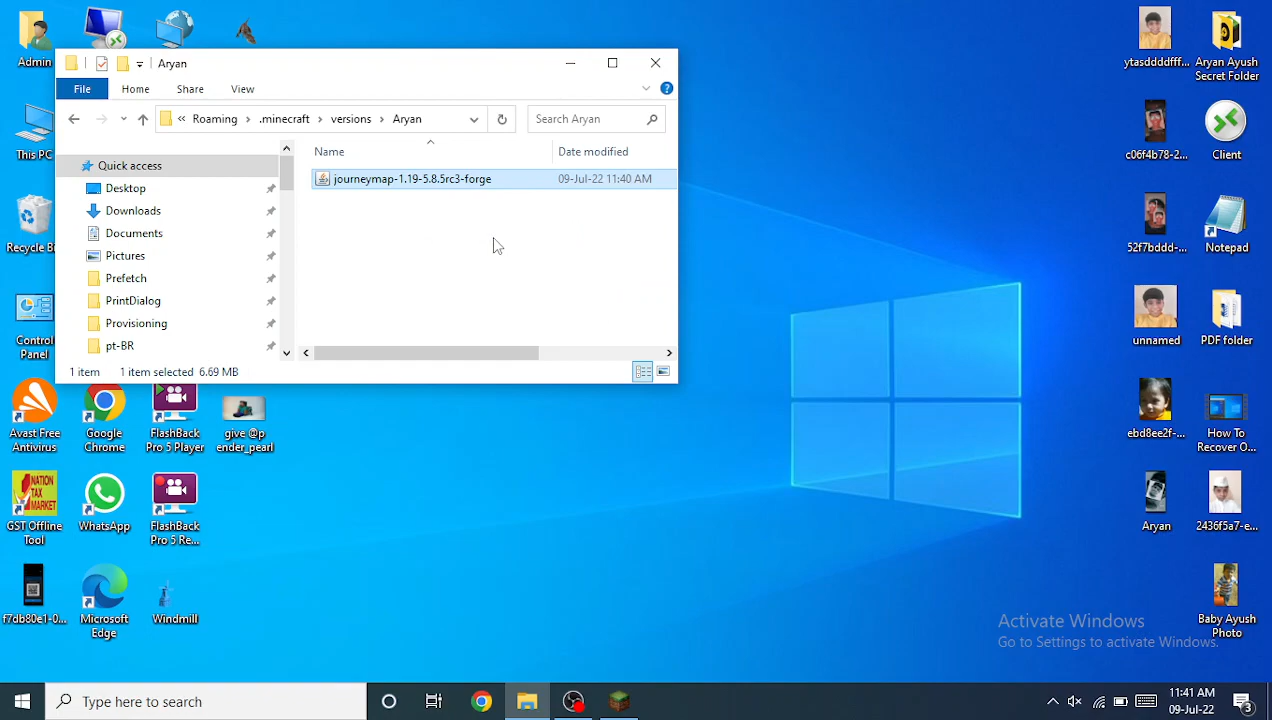 Admin
Aryan
File
Home
Share
View
« Roaming > .minecraft > versions > Aryan
Search Aryan
Name
Date modified
Quick access
Desktop
Downloads
Documents
Pictures
Prefetch
PrintDialog
Provisioning
pt-BR
journeymap-1.19-5.8.5rc3-forge
09-Jul-22 11:40 AM
1 item
1 item selected 6.69 MB
This PC
Recycle Bi
Control
Panel
Avast Free
Antivirus
Google
Chrome
FlashBack
Pro 5 Player
give @p
ender_pearl
NATION
TAX
MARKET
GST Offline
Tool
WhatsApp
FlashBack
Pro 5 Re...
f7db80e1-0...
Microsoft
Edge
Windmill
ytasddddfff...
Aryan Ayush
Secret Folder
c06f4b78-2...
Client
52f7bddd-...
Notepad
unnamed
PDF folder
ebd8ee2f-...
How To
Recover O...
Aryan
2436f5a7-e...
Baby Ayush
Photo
Activate Windows
Go to Settings to activate Windows.
Type here to search
11:41 AM
09-Jul-22
3